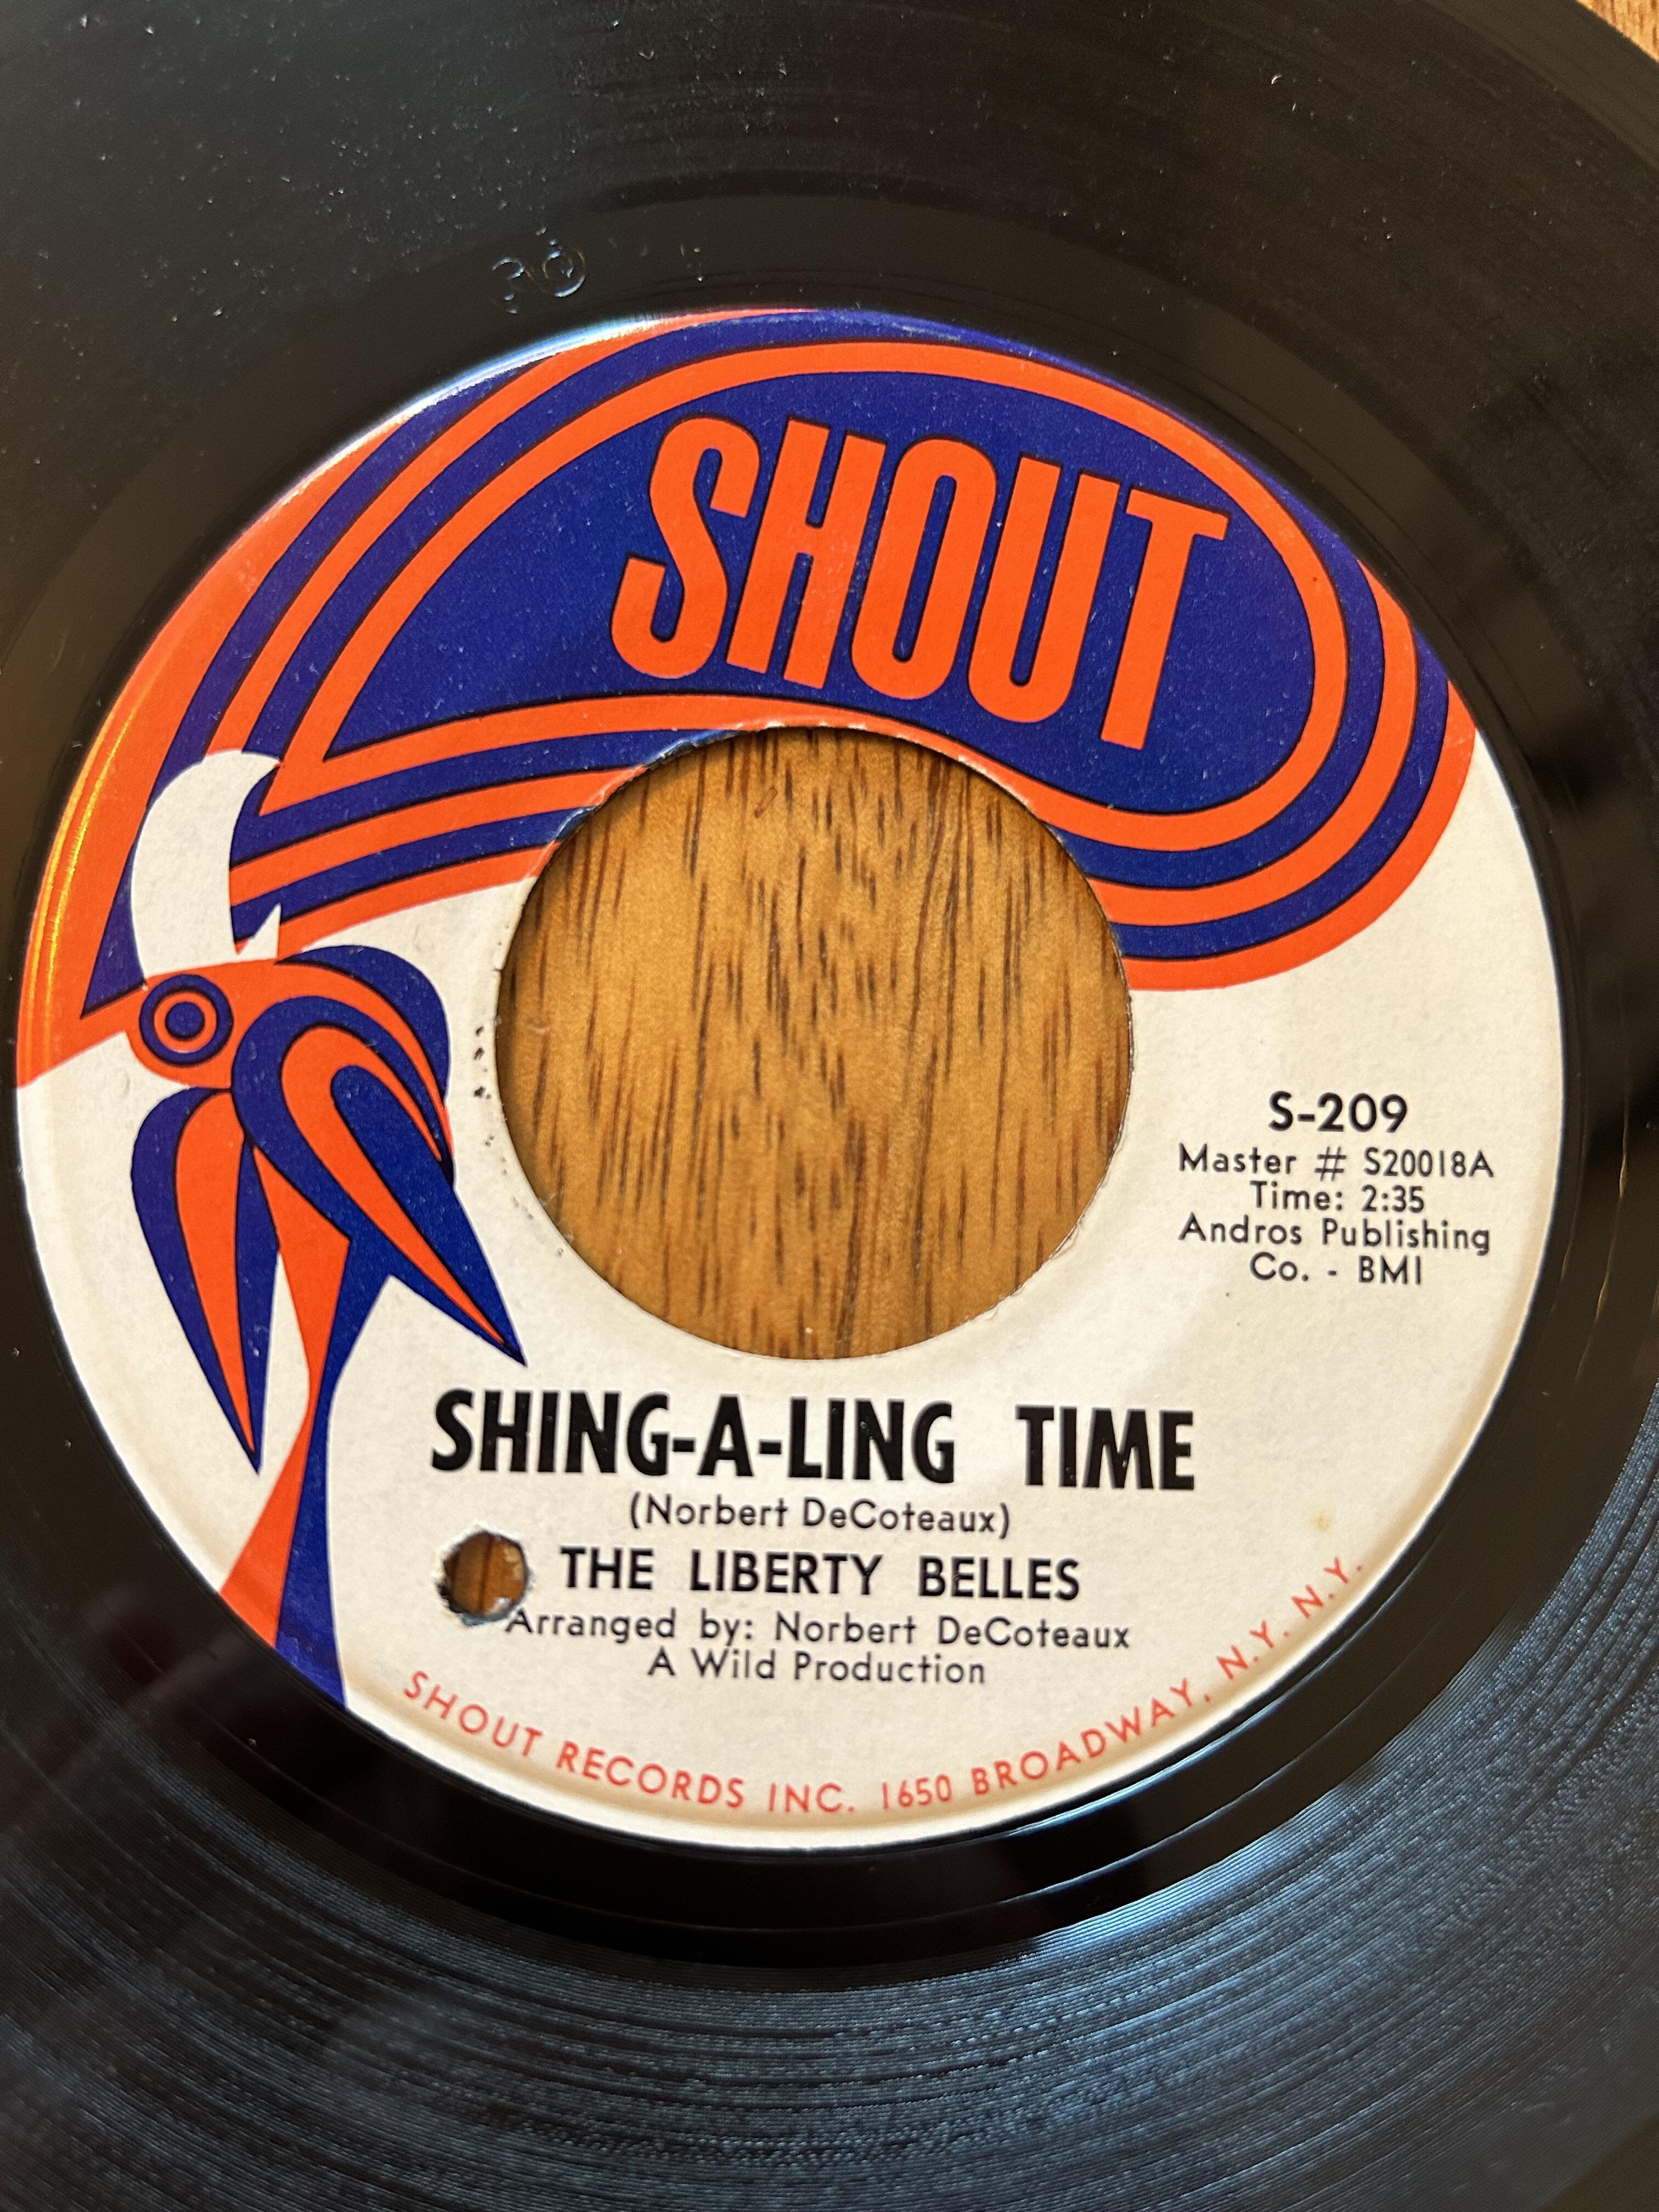 SHOUT
S-209
Master # S20018A
Time: 2:35
Andros Publishing
Co. - BMI
SHING-A-LING TIME
(Norbert DeCoteaux)
THE LIBERTY BELLES
Arranged by: Norbert DeCoteaux
A Wild Production
SHOUT RECORDS INC. 1650 BROADWAY, N.Y. N.Y.